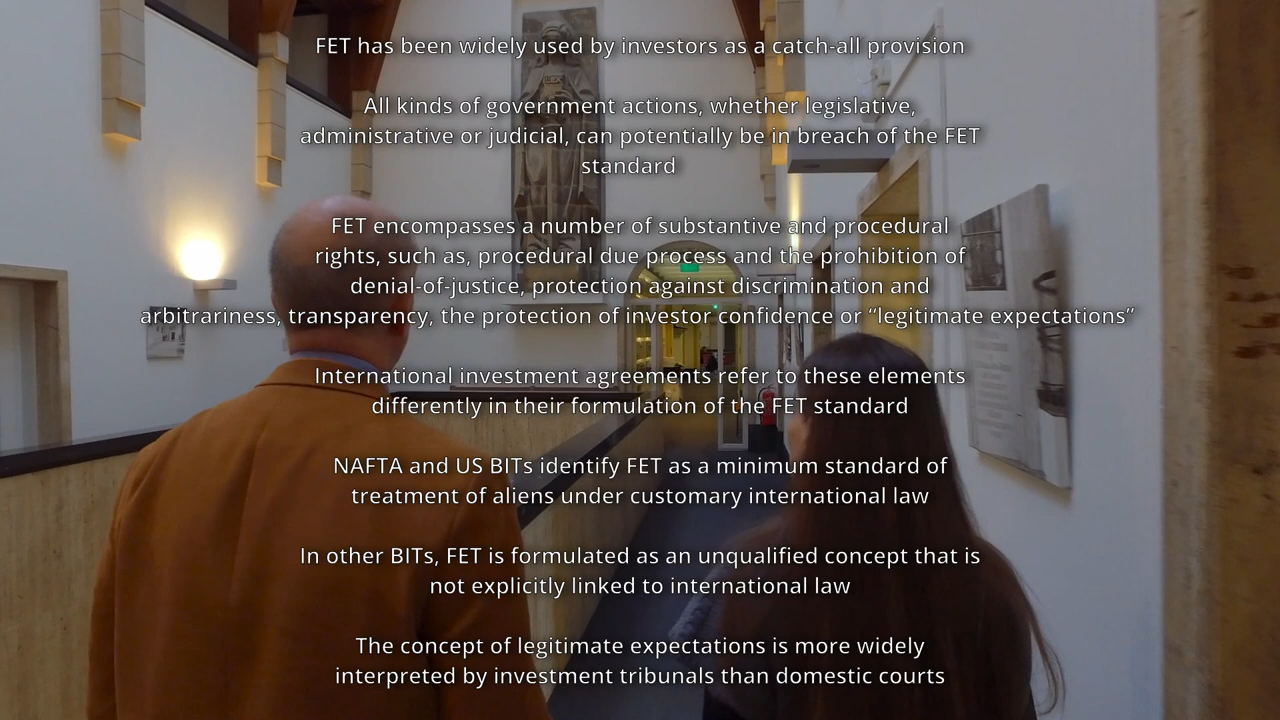 FET has been widely used by investors as a catch-all provision
All kinds of government actions, whether legislative,
administrative or judicial, can potentially be in breach of the FET
standard
FET encompasses a number of substantive and procedural
rights, such as, procedural due process and the prohibition of
denial-of-justice, protection against discrimination and
arbitrariness, transparency, the protection of investor confidence or “legitimate expectations”
International investment agreements refer to these elements
differently in their formulation of the FET standard
NAFTA and US BITs identify FET as a minimum standard of
treatment of aliens under customary international law
In other BITs, FET is formulated as an unqualified concept that is
not explicitly linked to international law
The concept of legitimate expectations is more widely
interpreted by investment tribunals than domestic courts